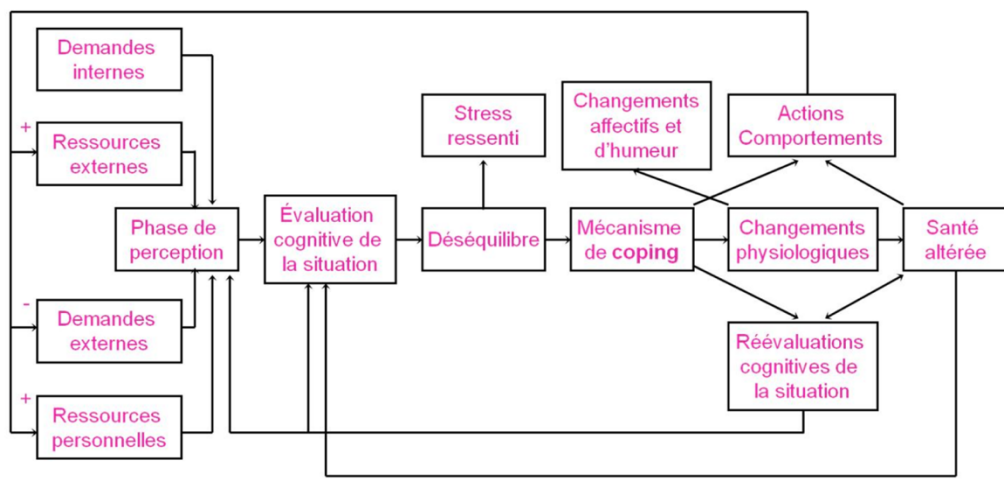 Demandes
internes
+
Ressources
externes
Phase de
perception
-
Demandes
externes
+
Ressources
personnelles
Évaluation
cognitive de
la situation
Stress
ressenti
Déséquilibre
Changements
affectifs et
d'humeur
Mécanisme
de coping
Actions
Comportements
Changements
physiologiques
Santé
altérée
Réévaluations
cognitives de
la situation